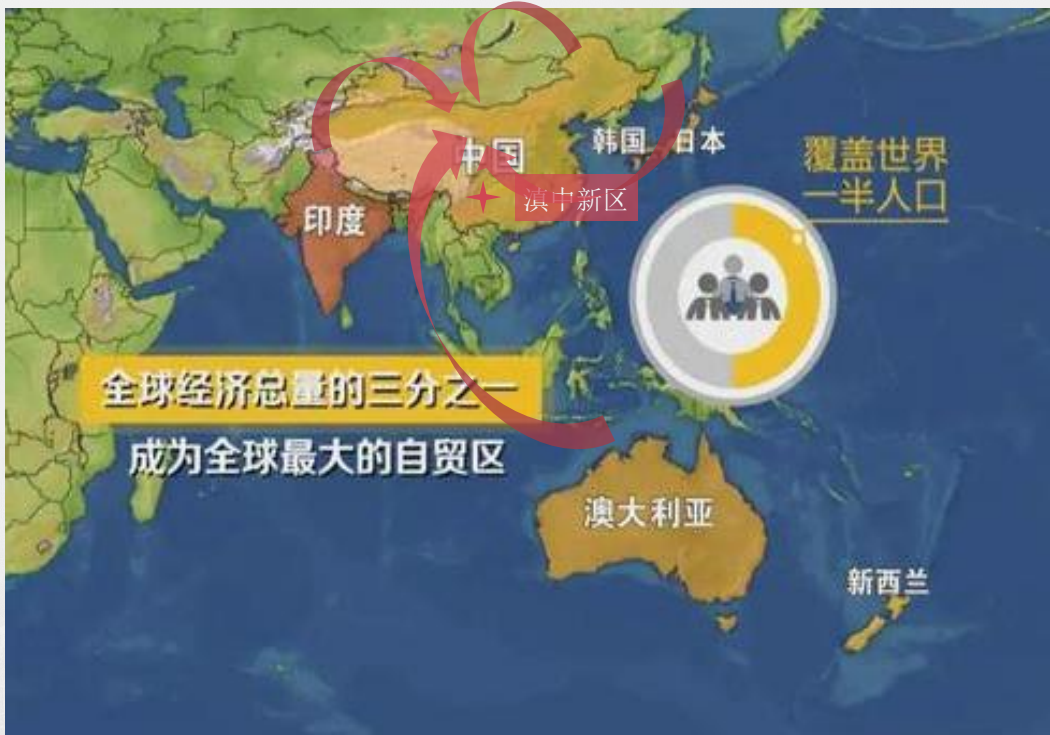 中国
韩国
日本
覆盖世界
一半人口
滇中新区
印度
全球经济总量的三分之一
成为全球最大的自贸区
澳大利亚
新西兰